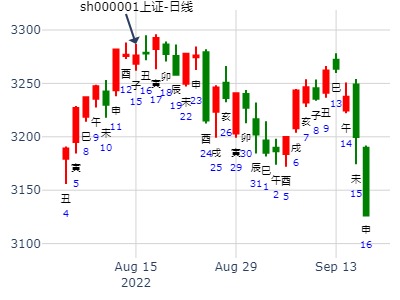 sh000001上证-日线
3300
3250
3200
3150
3100
丑
4
寅
5
巳
8
午
9
未
10
申
11
酉
12
子
15
丑
16
寅
17
卯
18
辰
19
未
22
申
23
酉
24
戌
25
亥
26
寅
29
卯
30
辰
31
巳
1
午
2
酉
5
戌
6
亥
7
子
8
丑
9
巳
13
午
14
未
15
申
16
Aug 15
2022
Aug 29
Sep 13